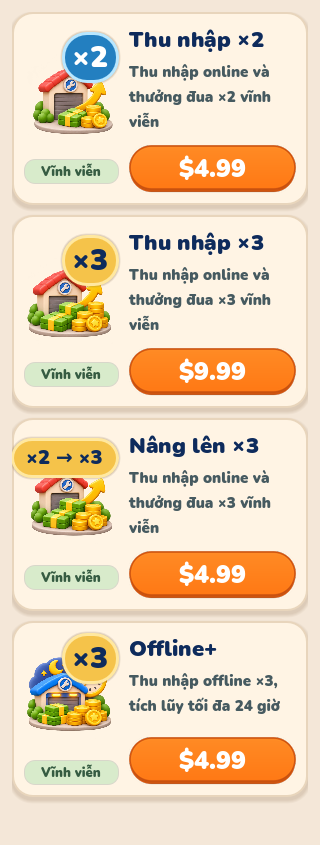 ×2
Thu nhập ×2
Thu nhập online và
thưởng đua ×2 vĩnh
viễn
Vĩnh viễn
$4.99
×3
Thu nhập ×3
Thu nhập online và
thưởng đua ×3 vĩnh
viễn
Vĩnh viễn
$9.99
×2 → ×3
Nâng lên ×3
Thu nhập online và
thưởng đua ×3 vĩnh
viễn
Vĩnh viễn
$4.99
×3
Offline+
Thu nhập offline ×3,
tích lũy tối đa 24 giờ
Vĩnh viễn
$4.99